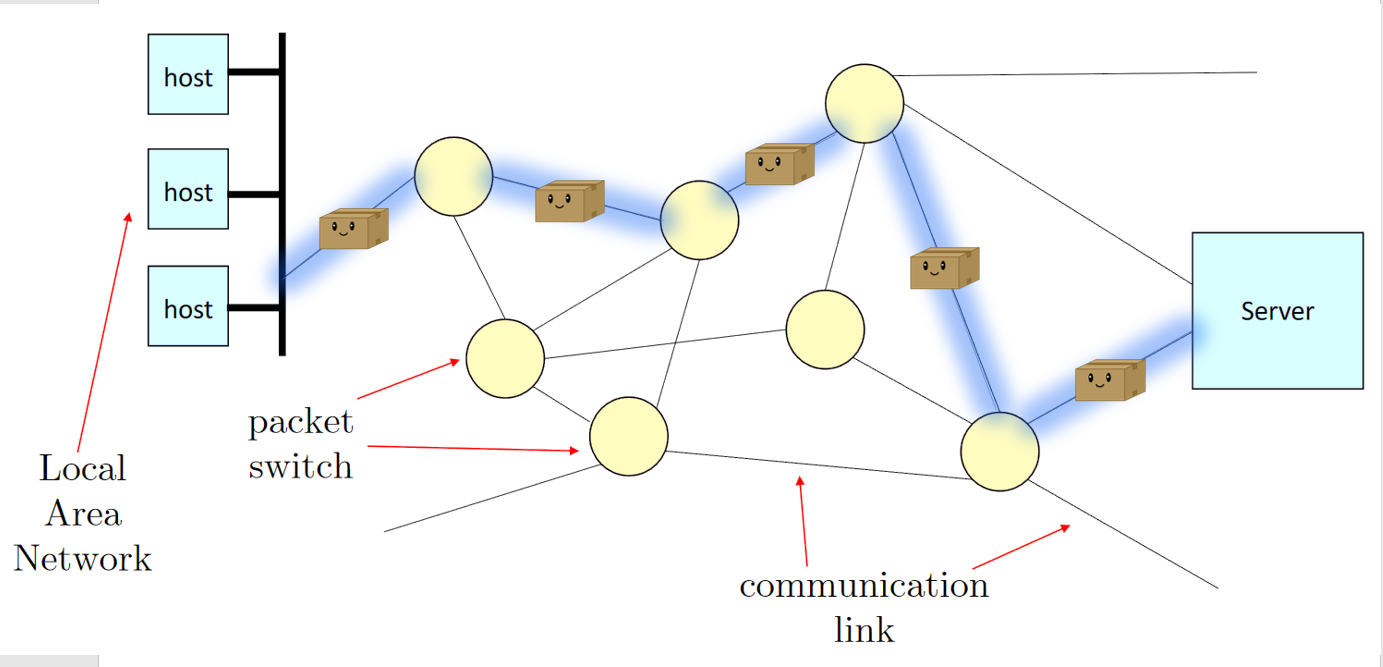 host
host
host
Server
packet
switch
Local
Area
Network
communication
link